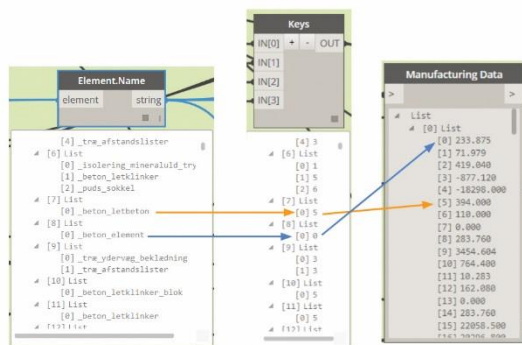 Element.Name
element string
[4] _træ_afstandslister
[6] List
[0] _isolering_mineraluld_try
[1] _beton_letklinker
[2] _puds_sokkel
[7] List
[0] _beton_letbeton
[8] List
[0] _beton_element
[9] List
[0] _træ_ydervæg_beklædning
[1] _træ_afstandslister
[10] List
[0] _beton_letklinker_blok
[11] List
[0] _beton_letklinker
[12] List
Keys
IN[0] + - OUT
IN[1]
IN[2]
IN[3]
[4] 3
[6] List
[0] 1
[1] 5
[2] 6
[7] List
[0] 5
[8] List
[0] 0
[9] List
[0] 3
[1] 3
[10] List
[0] 5
[11] List
[0] 5
[12] List
Manufacturing Data
> >
List
[0] List
[0] 233.875
[1] 71.979
[2] 419.040
[3] -877.120
[4] -18298.000
[5] 394.000
[6] 110.000
[7] 0.000
[8] 283.760
[9] 3454.604
[10] 764.400
[11] 10.283
[12] 162.080
[13] 0.000
[14] 283.760
[15] 22058.500